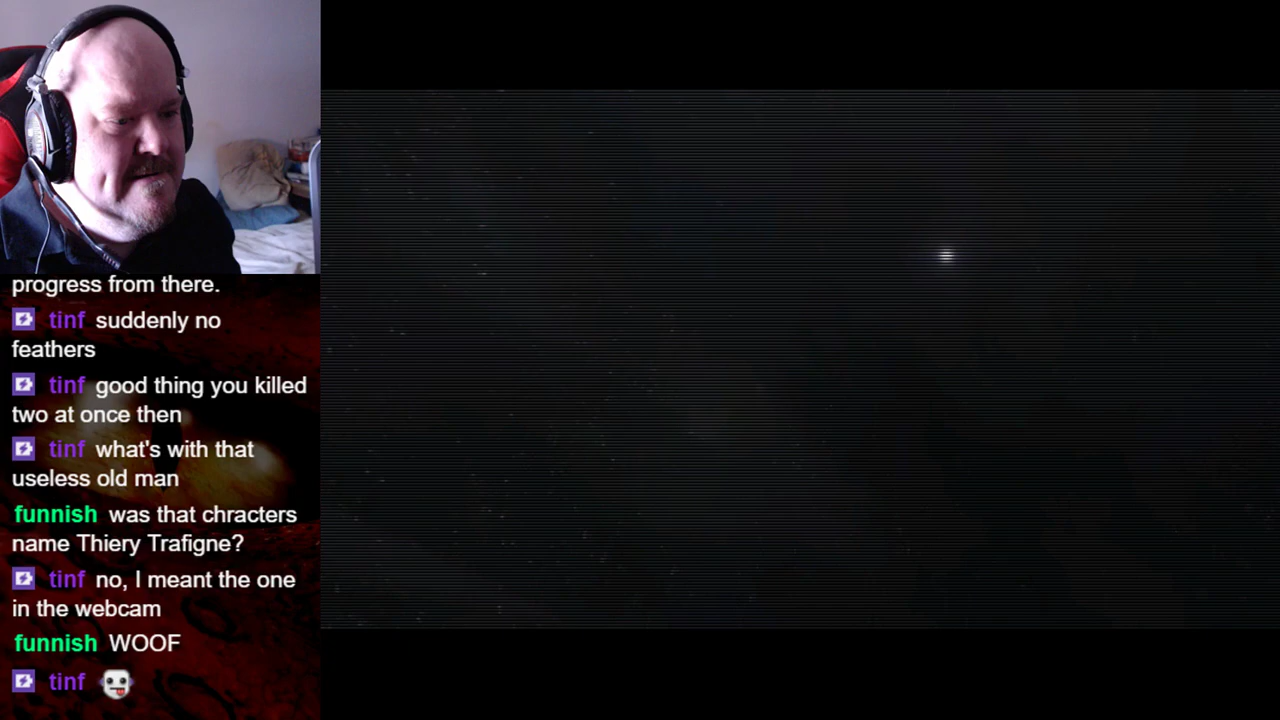 progress from there.
tinf suddenly no
feathers
tinf good thing you killed
two at once then
tinf what's with that
useless old man
funnish was that chracters
name Thiery Trafigne?
tinf no, I meant the one
in the webcam
funnish WOOF
tinf